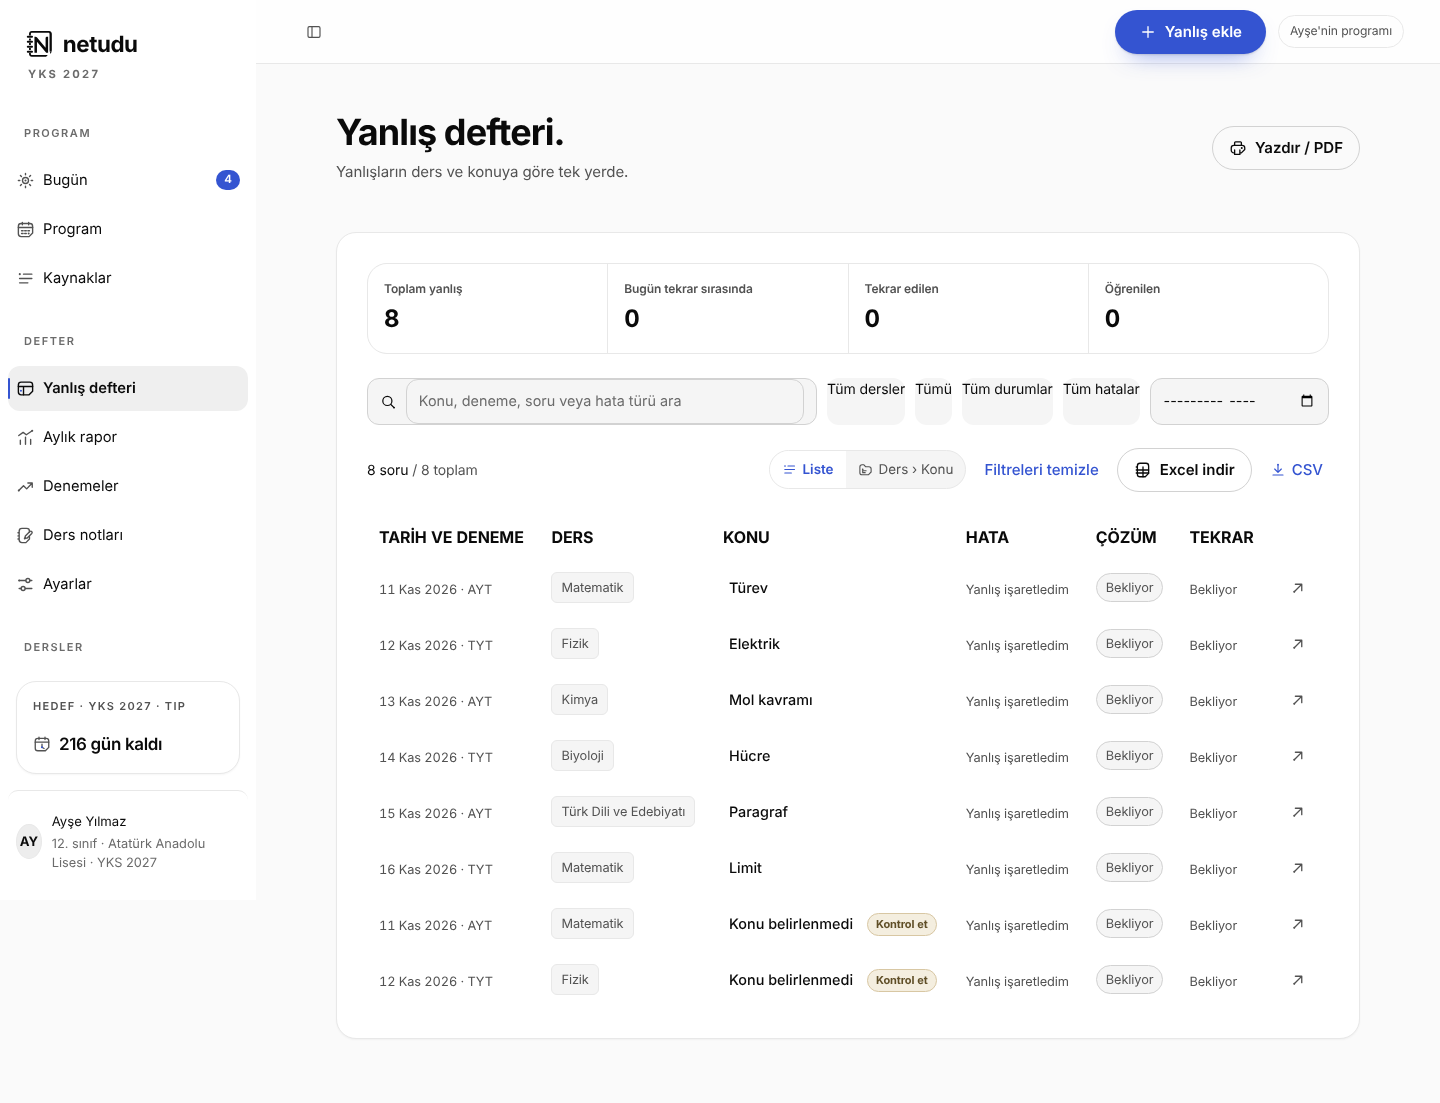 netudu
YKS 2027
PROGRAM
Bugün 4
Program
Kaynaklar
DEFTER
Yanlış defteri
Aylık rapor
Denemeler
Ders notları
Ayarlar
DERSLER
HEDEF · YKS 2027 · TIP
216 gün kaldı
AY
Ayşe Yılmaz
12. sınıf · Atatürk Anadolu
Lisesi · YKS 2027
Yanlış ekle
Ayşe'nin programı
Yanlış defteri.
Yanlışların ders ve konuya göre tek yerde.
Yazdır / PDF
Toplam yanlış
8
Bugün tekrar sırasında
0
Tekrar edilen
0
Öğrenilen
0
Konu, deneme, soru veya hata türü ara
Tüm dersler
Tümü
Tüm durumlar
Tüm hatalar
--------- ----
8 soru / 8 toplam
Liste
Ders › Konu
Filtreleri temizle
Excel indir
CSV
TARİH VE DENEME DERS KONU HATA ÇÖZÜM TEKRAR
11 Kas 2026 · AYT Matematik Türev Yanlış işaretledim Bekliyor Bekliyor
12 Kas 2026 · TYT Fizik Elektrik Yanlış işaretledim Bekliyor Bekliyor
13 Kas 2026 · AYT Kimya Mol kavramı Yanlış işaretledim Bekliyor Bekliyor
14 Kas 2026 · TYT Biyoloji Hücre Yanlış işaretledim Bekliyor Bekliyor
15 Kas 2026 · AYT Türk Dili ve Edebiyatı Paragraf Yanlış işaretledim Bekliyor Bekliyor
16 Kas 2026 · TYT Matematik Limit Yanlış işaretledim Bekliyor Bekliyor
11 Kas 2026 · AYT Matematik Konu belirlenmedi Kontrol et Yanlış işaretledim Bekliyor Bekliyor
12 Kas 2026 · TYT Fizik Konu belirlenmedi Kontrol et Yanlış işaretledim Bekliyor Bekliyor